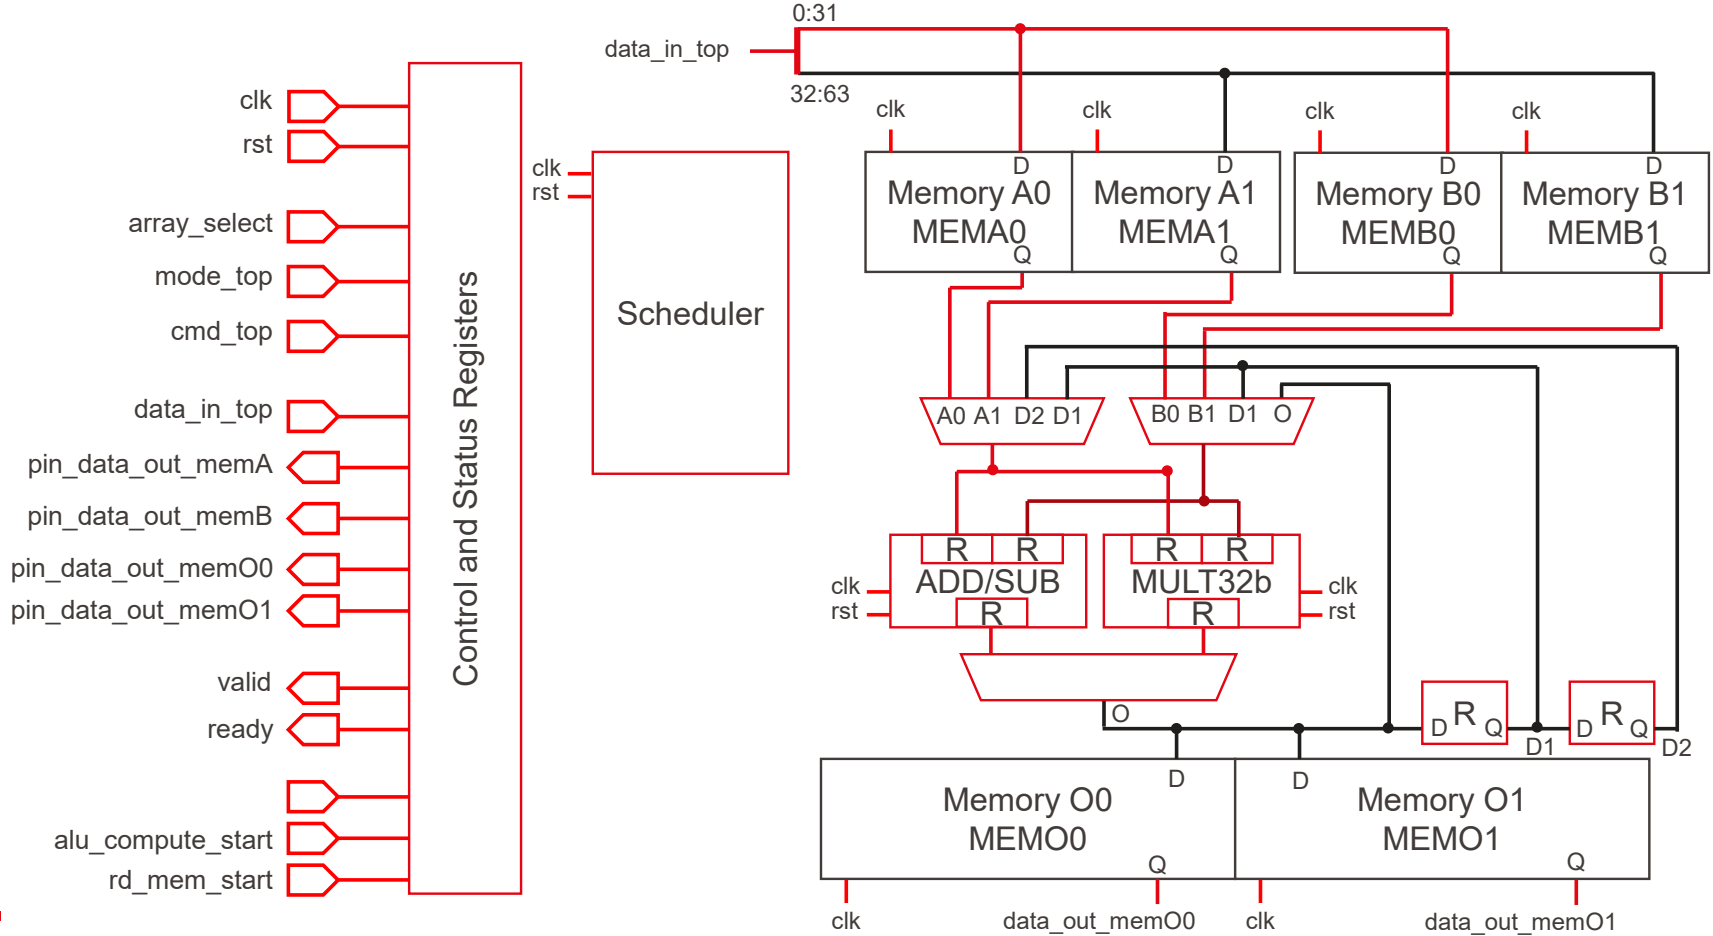 clk
rst
array_select
mode_top
cmd_top
data_in_top
pin_data_out_memA
pin_data_out_memB
pin_data_out_memO0
pin_data_out_memO1
valid
ready
alu_compute_start
rd_mem_start
Control and Status Registers
clk
rst
Scheduler
data_in_top
0:31
32:63
clk
clk
clk
clk
D
D
D
D
Memory A0
MEMA0
Q
Memory A1
MEMA1
Q
Memory B0
MEMB0
Q
Memory B1
MEMB1
Q
A0 A1 D2 D1
B0 B1 D1 O
R R
ADD/SUB
R
clk
rst
R R
MULT32b
R
clk
rst
O
D R Q
D1
D R Q
D2
D
Memory O0
MEMO0
Q
D
Memory O1
MEMO1
Q
clk
data_out_memO0
clk
data_out_memO1